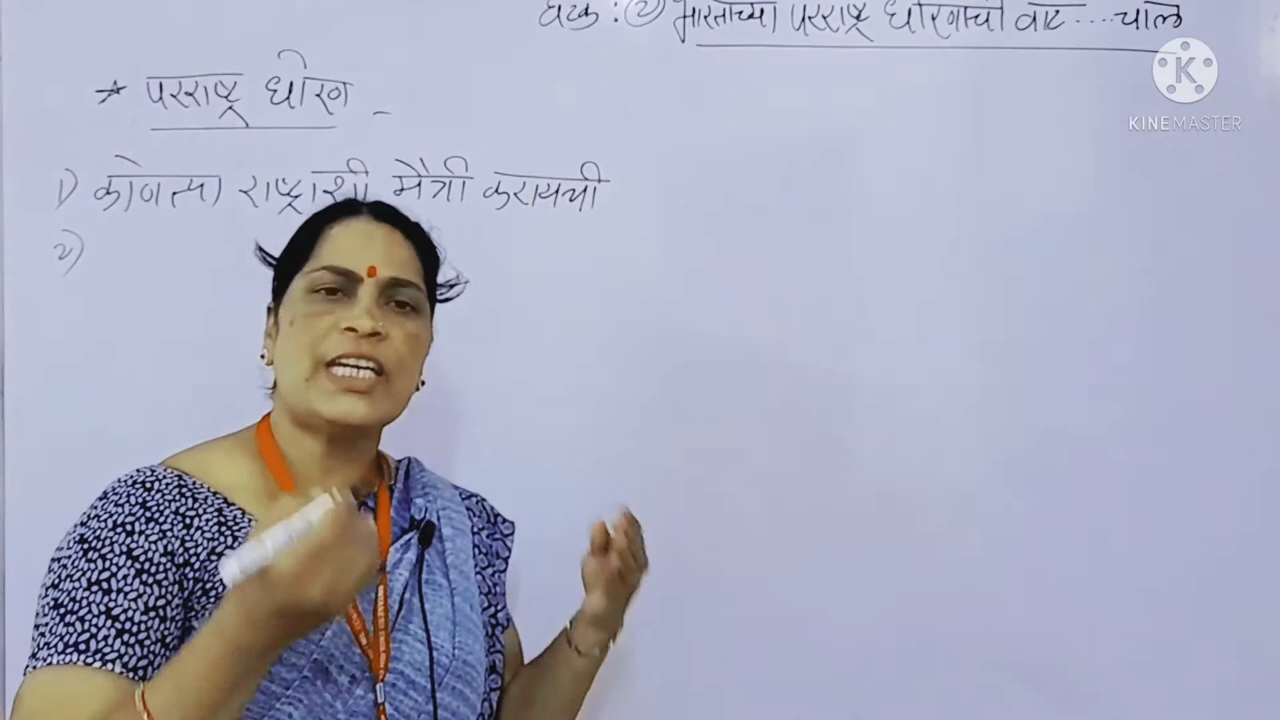 घटक : (२) भारताच्या परराष्ट्र धोरणाची वाट .... चाल
* परराष्ट्र धोरण -
१) कोणत्या राष्ट्राशी मैत्री करायची
२)
K
KINEMASTER